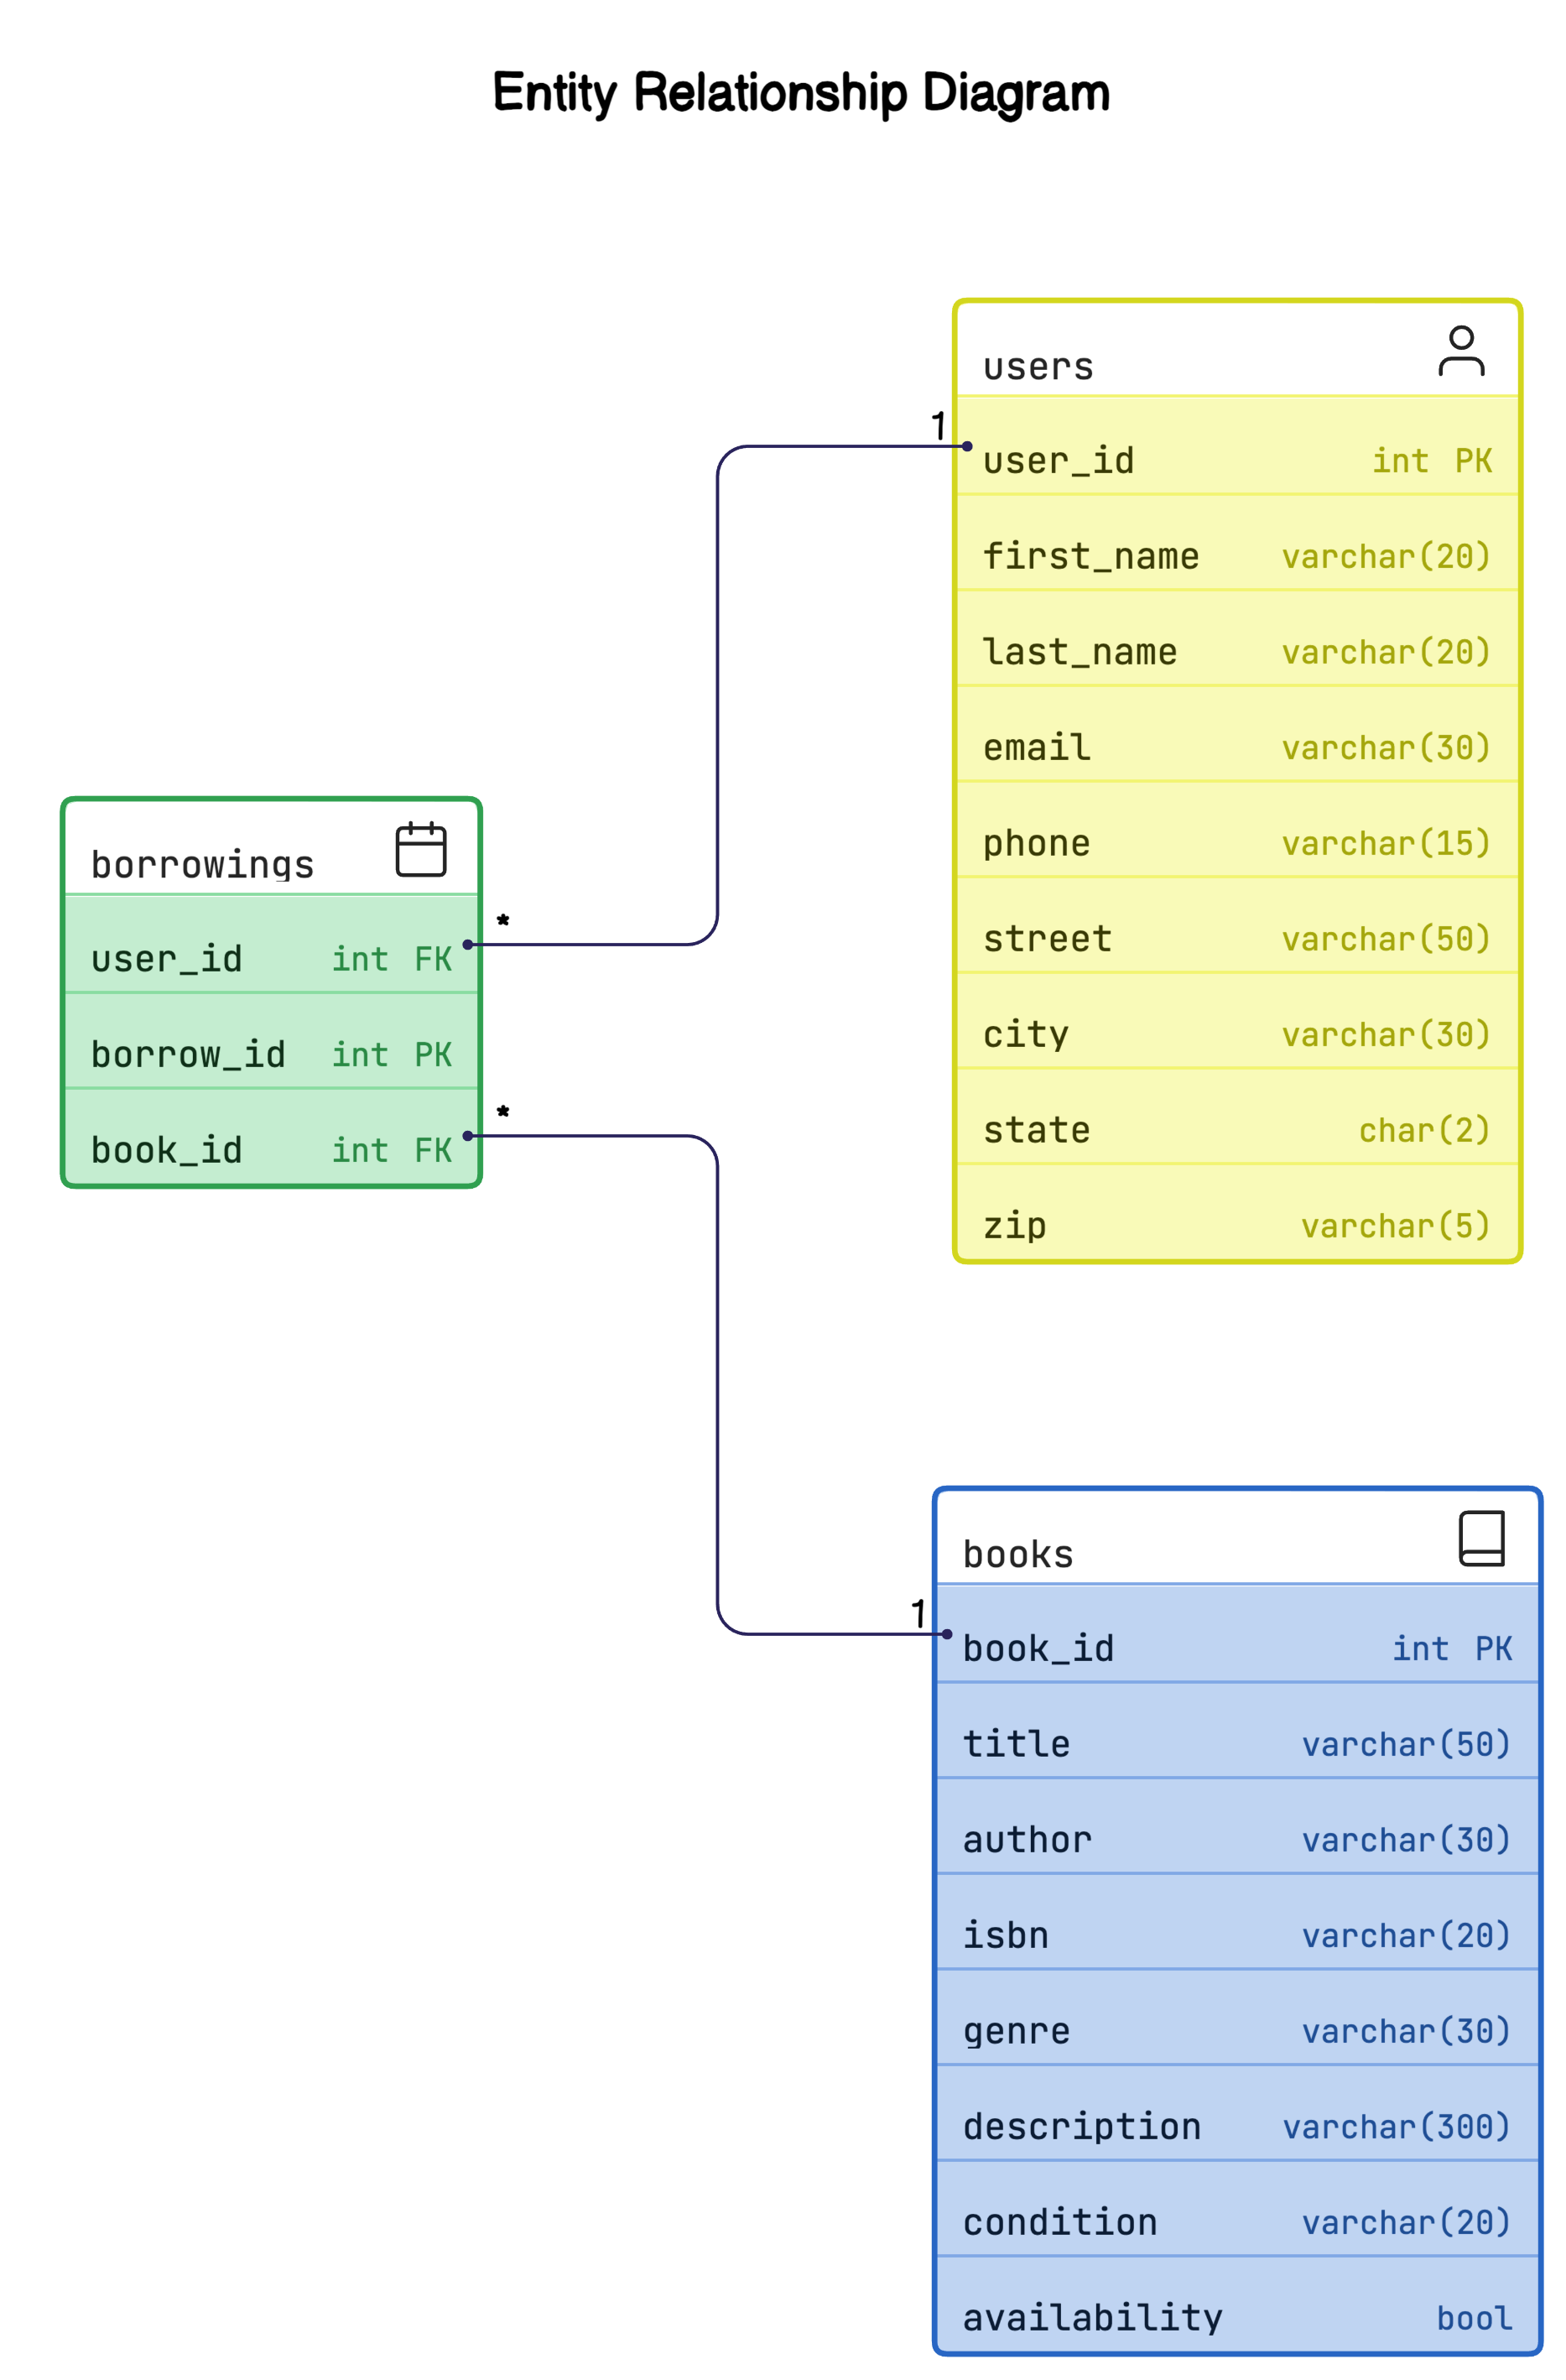 Entity Relationship Diagram
users
1
user_id int PK
first_name varchar(20)
last_name varchar(20)
email varchar(30)
phone varchar(15)
street varchar(50)
city varchar(30)
state char(2)
zip varchar(5)
borrowings
*
user_id int FK
borrow_id int PK
*
book_id int FK
books
1
book_id int PK
title varchar(50)
author varchar(30)
isbn varchar(20)
genre varchar(30)
description varchar(300)
condition varchar(20)
availability bool